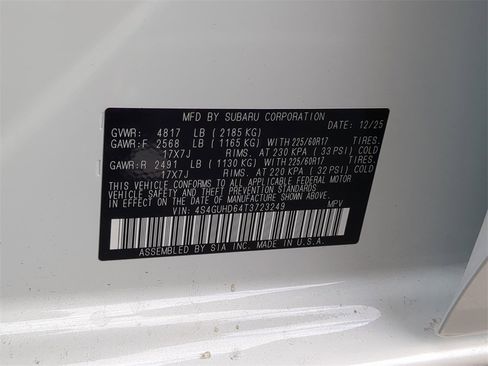 MFD BY SUBARU CORPORATION DATE: 12/25
GVWR: 4817 LB (2185 KG)
GAWR:F 2568 LB (1165 KG) WITH 225/60R17 TIRES.
17X7J RIMS. AT 230 KPA (33 PSI) COLD
GAWR:R 2491 LB (1130 KG) WITH 225/60R17 TIRES.
17X7J RIMS. AT 220 KPA (32 PSI) COLD
THIS VEHICLE CONFORMS TO ALL APPLICABLE FEDERAL MOTOR
VEHICLE SAFETY AND THEFT PREVENTION STANDARDS
IN EFFECT ON THE DATE OF MANUFACTURE SHOWN ABOVE.
VIN: 4S4GUHD64T3723249 MPV
ASSEMBLED BY SIA INC. MADE IN U.S.A.